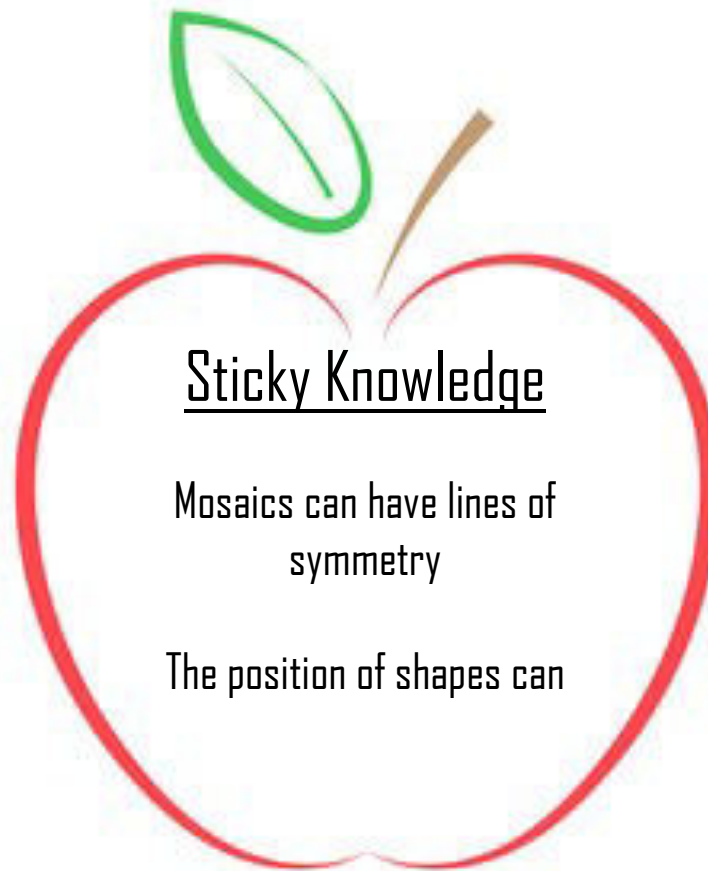 Sticky Knowledge
Mosaics can have lines of
symmetry
The position of shapes can